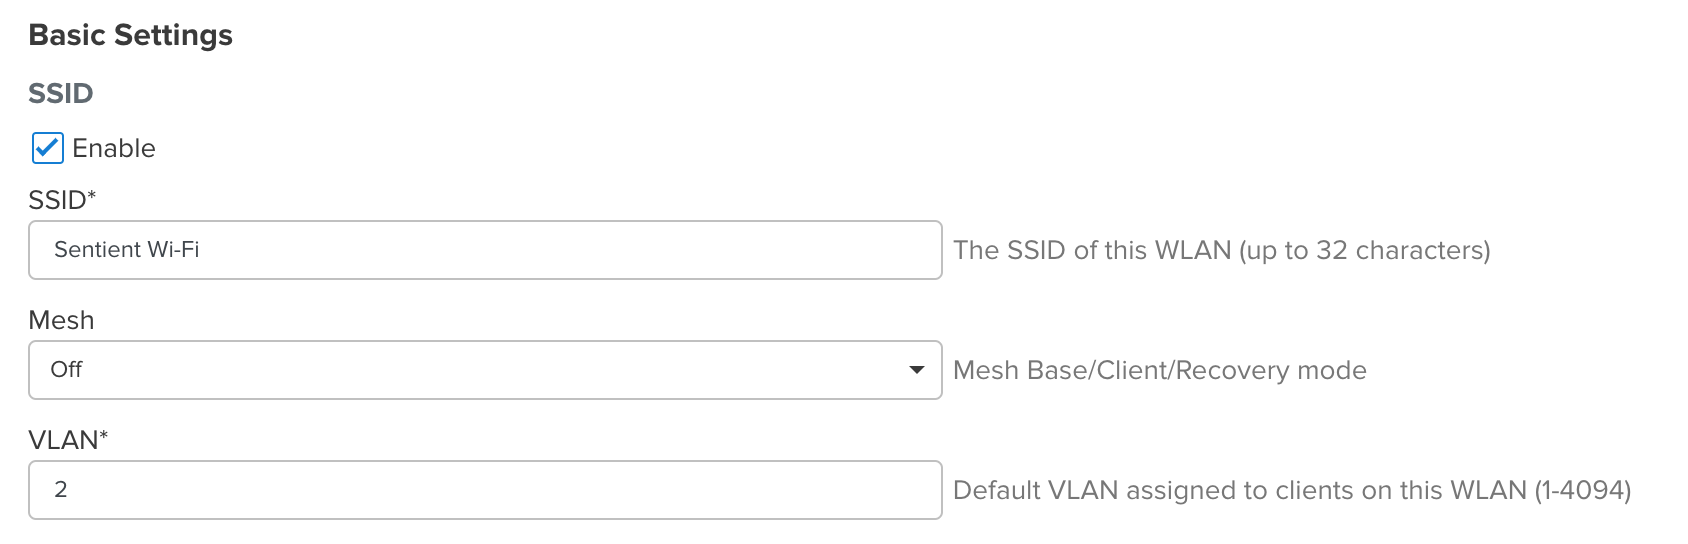 Basic Settings
SSID
Enable
SSID*
Sentient Wi-Fi
The SSID of this WLAN (up to 32 characters)
Mesh
Off
Mesh Base/Client/Recovery mode
VLAN*
2
Default VLAN assigned to clients on this WLAN (1-4094)